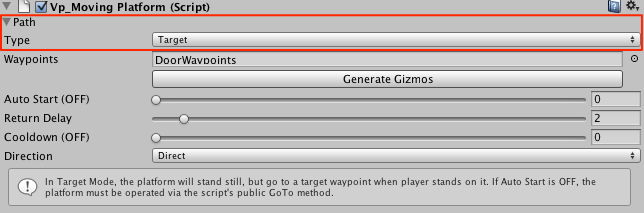 Vp_Moving Platform (Script)
Path
Type Target
Waypoints DoorWaypoints
Generate Gizmos
Auto Start (OFF) 0
Return Delay 2
Cooldown (OFF) 0
Direction Direct
In Target Mode, the platform will stand still, but go to a target waypoint when player stands on it. If Auto Start is OFF, the
platform must be operated via the script's public GoTo method.